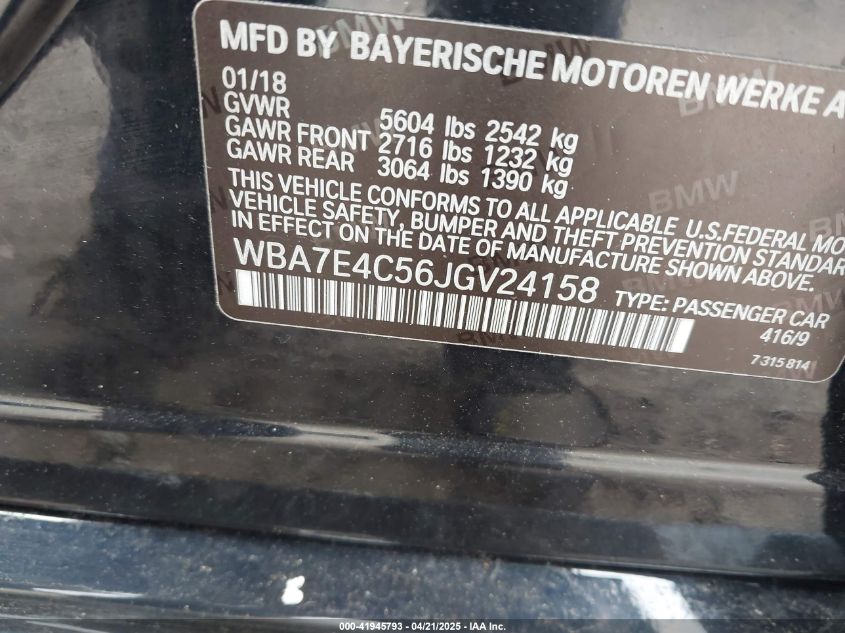 MFD BY BAYERISCHE MOTOREN WERKE A
01/18
GVWR 5604 lbs 2542 kg
GAWR FRONT 2716 lbs 1232 kg
GAWR REAR 3064 lbs 1390 kg
THIS VEHICLE CONFORMS TO ALL APPLICABLE U.S.FEDERAL MO
VEHICLE SAFETY, BUMPER AND THEFT PREVENTION STANDAR
IN EFFECT ON THE DATE OF MANUFACTURE SHOWN ABOVE.
WBA7E4C56JGV24158 TYPE: PASSENGER CAR
416/9
7 315 814
000-41945793 - 04/21/2025 - IAA Inc.